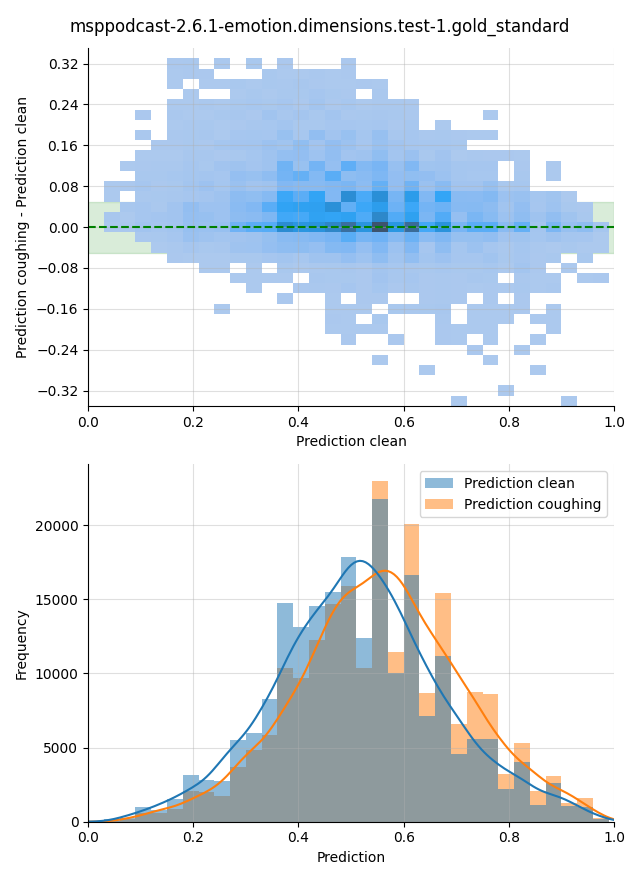 msppodcast-2.6.1-emotion.dimensions.test-1.gold_standard
Prediction coughing - Prediction clean
0.32
0.24
0.16
0.08
0.00
−0.08
−0.16
−0.24
−0.32
0.0 0.2 0.4 0.6 0.8 1.0
Prediction clean
Frequency
Prediction clean
Prediction coughing
20000
15000
10000
5000
0
0.0 0.2 0.4 0.6 0.8 1.0
Prediction